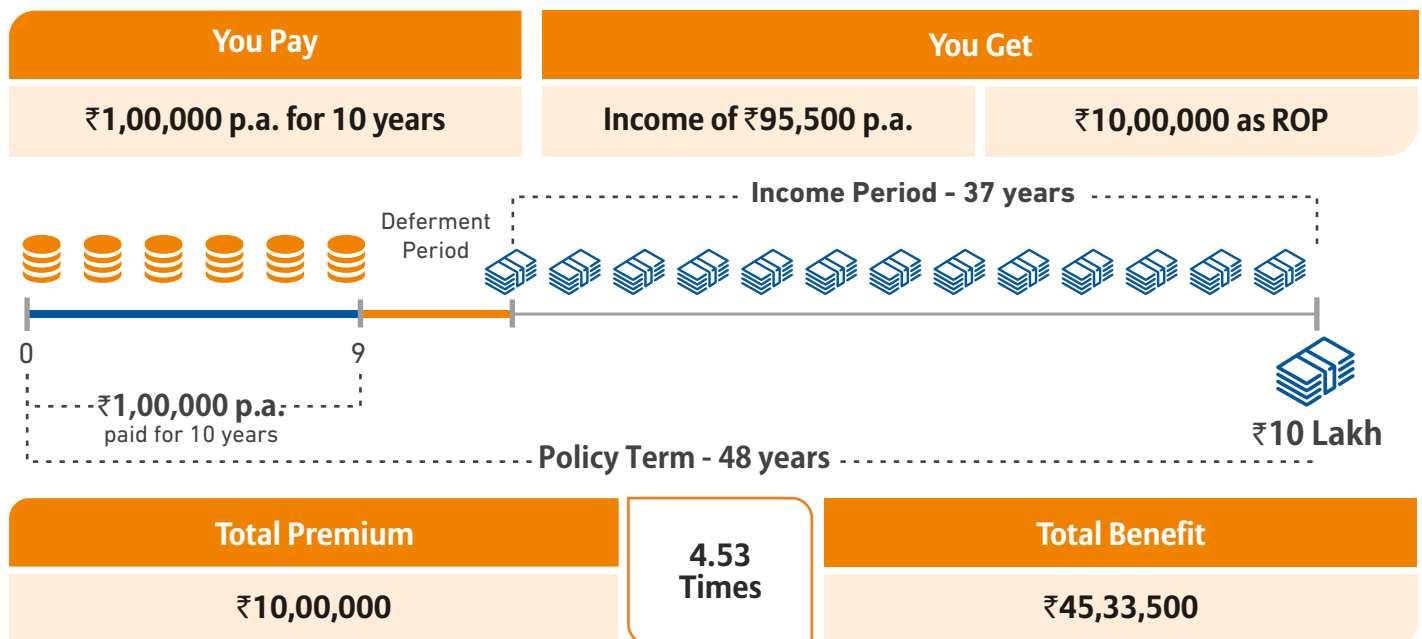 You Pay
You Get
₹1,00,000 p.a. for 10 years
Income of ₹95,500 p.a.
₹10,00,000 as ROP
Income Period - 37 years
Deferment
Period
0
9
₹1,00,000 p.a.
paid for 10 years
₹10 Lakh
Policy Term - 48 years
Total Premium
4.53
Times
Total Benefit
₹10,00,000
₹45,33,500